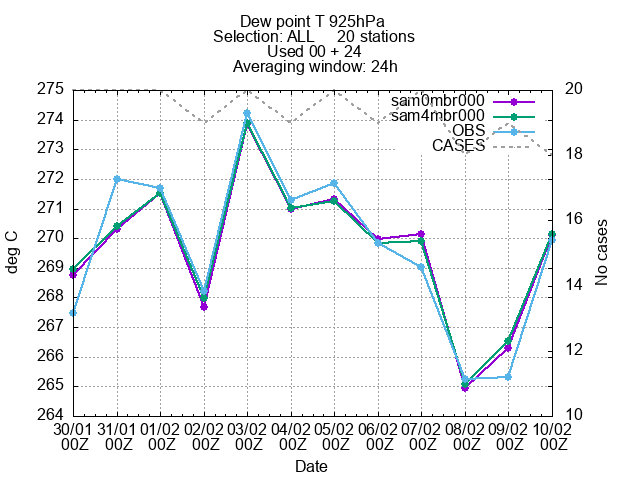 Dew point T 925hPa
Selection: ALL     20 stations
Used 00 + 24
Averaging window: 24h
275 20
sam0mbr000
274 sam4mbr000
OBS
273 CASES
18
272
271
16
270
deg C
No cases
269
14
268
267
12
266
265
264 10
30/01 31/01 01/02 02/02 03/02 04/02 05/02 06/02 07/02 08/02 09/02 10/02
00Z 00Z 00Z 00Z 00Z 00Z 00Z 00Z 00Z 00Z 00Z 00Z
Date